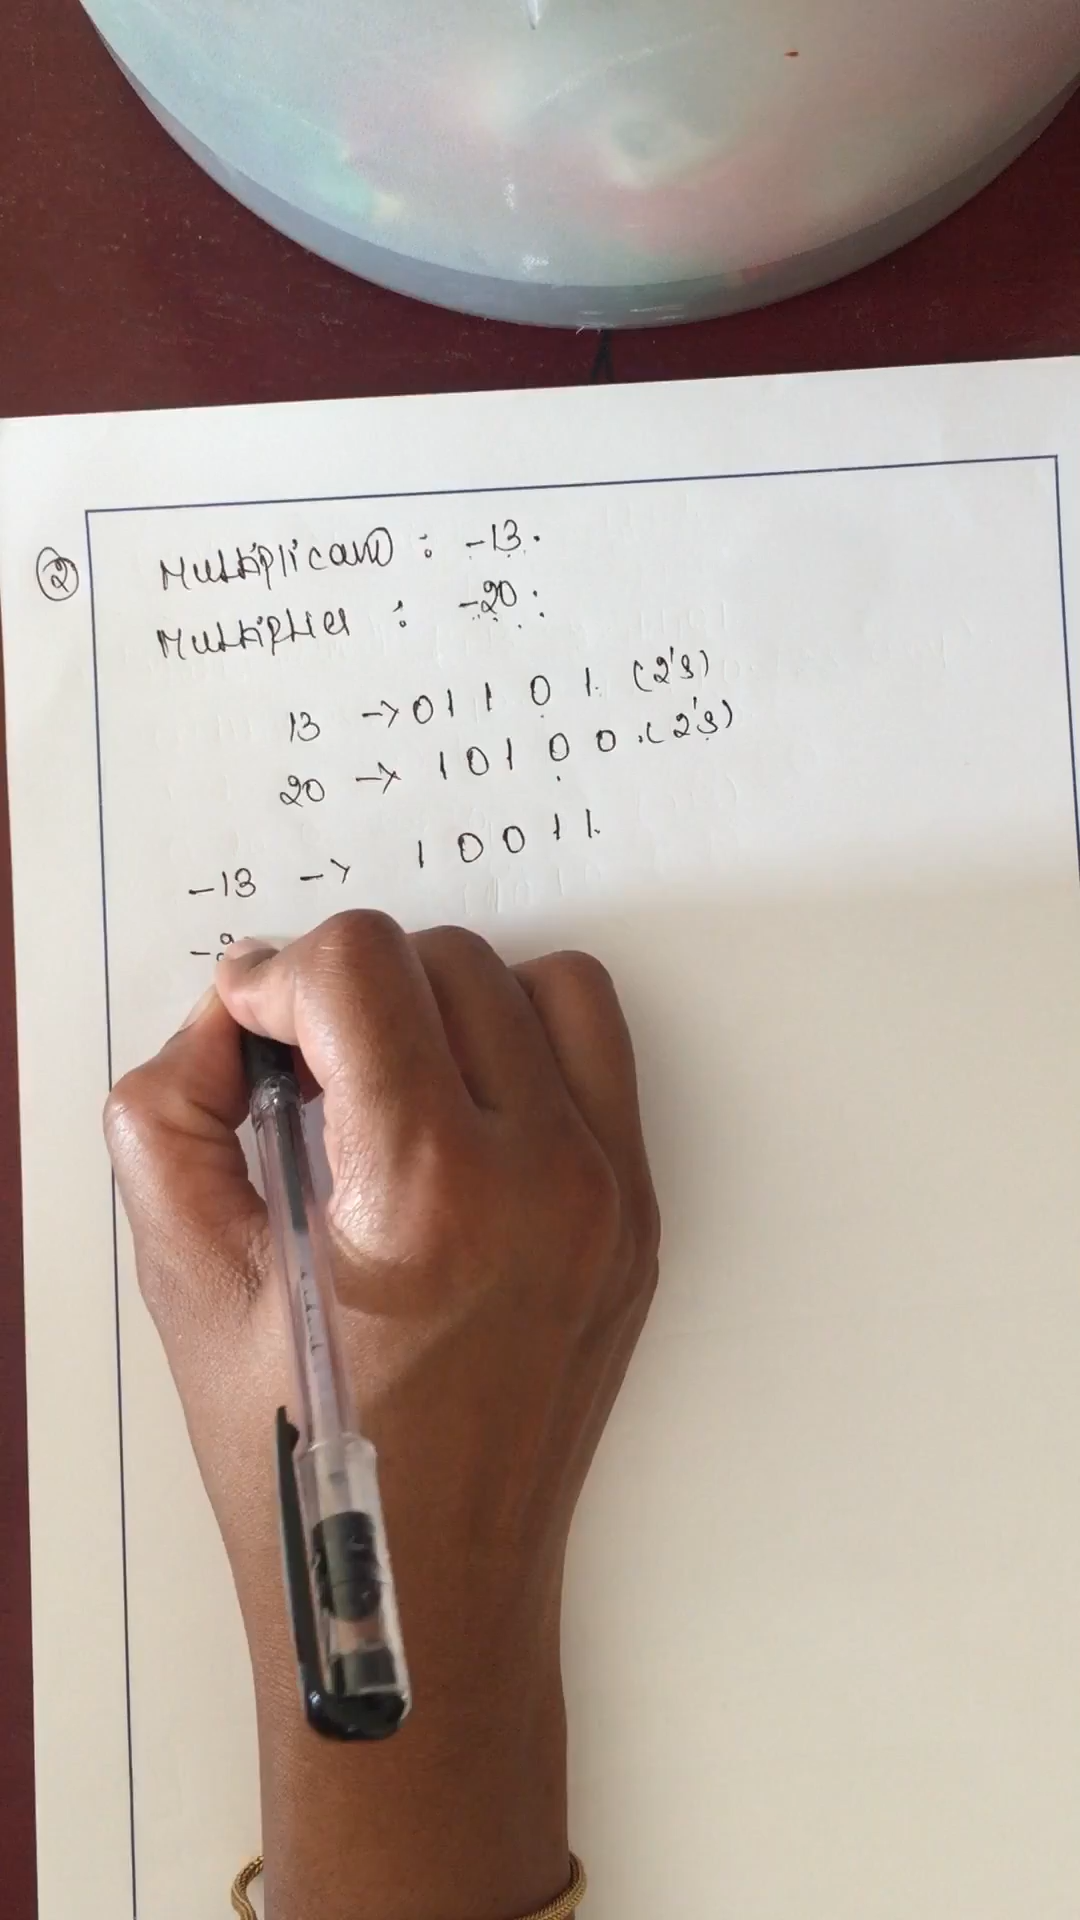 ② Multiplicand : -13.
Multiplier : -20 :
13 -> 0 1 1 0 1. (2's)
20 -> 1 0 1 0 0 .(2's)
-13 -> 1 0 0 1 1.
-2